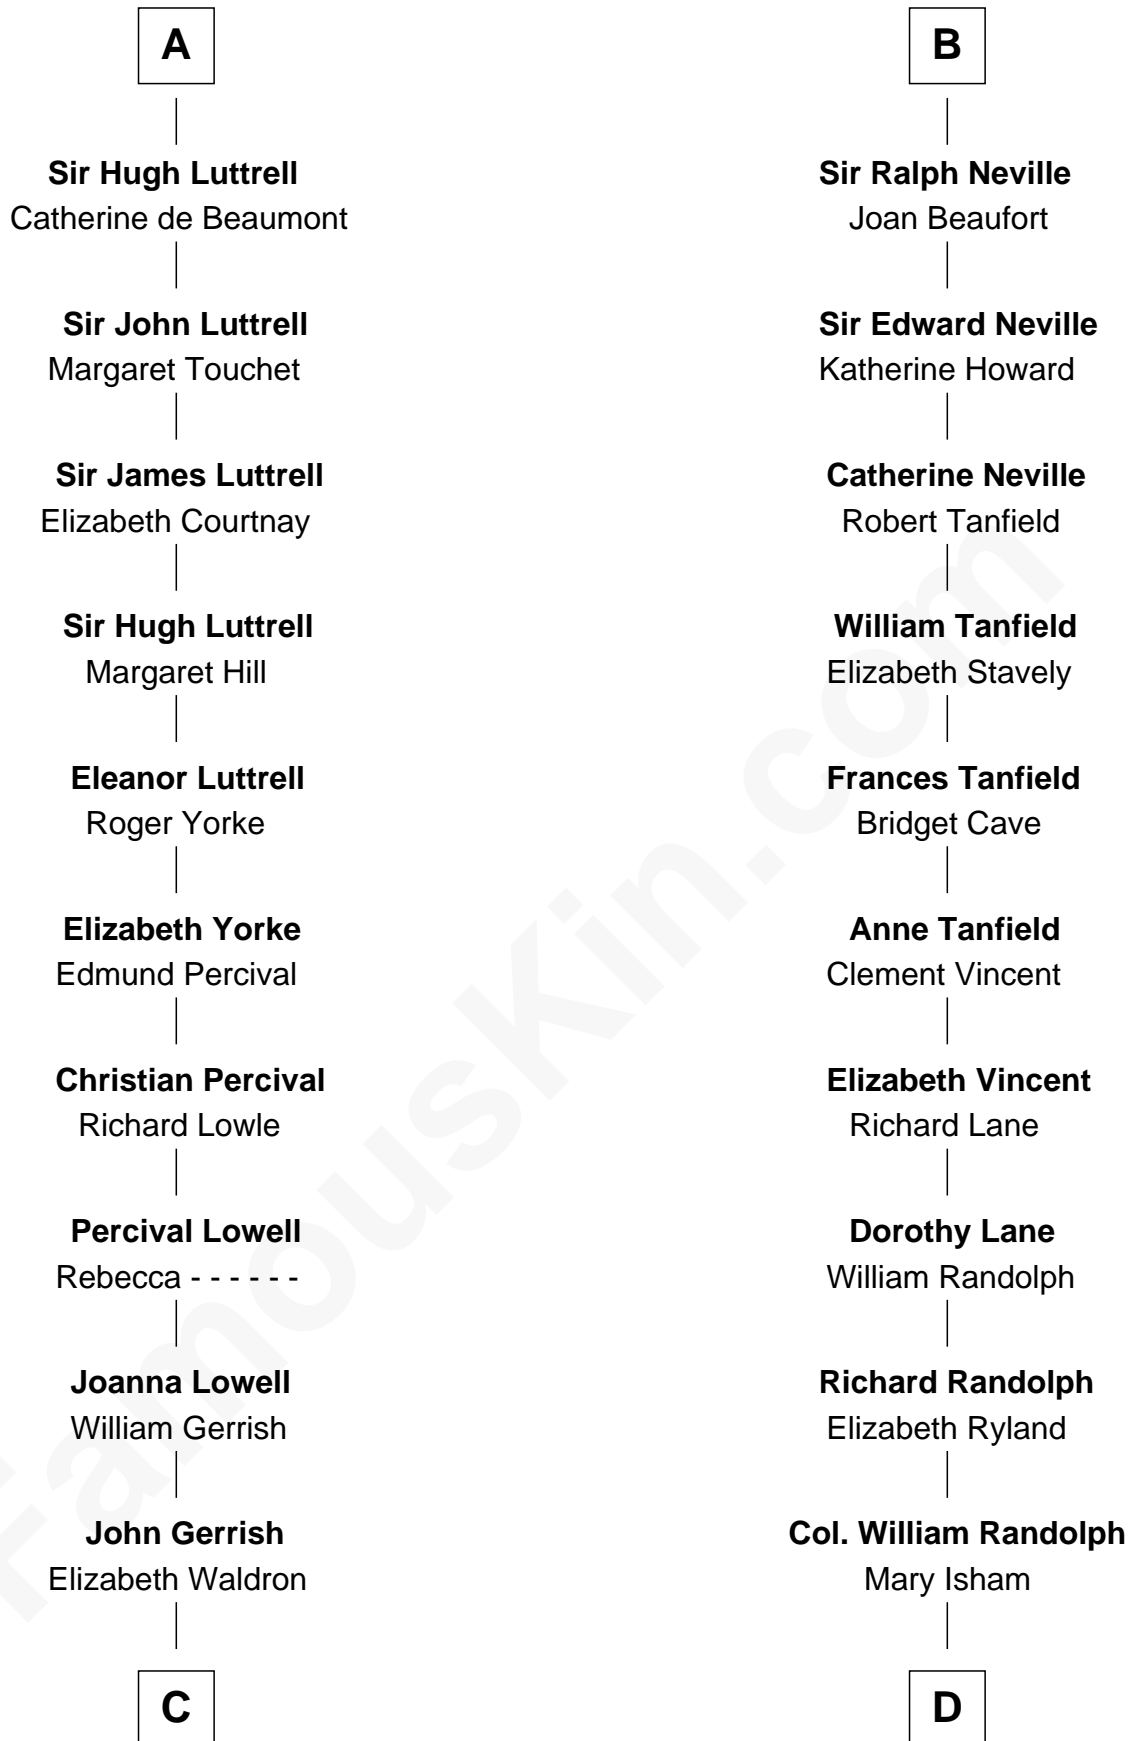 A
Sir Hugh Luttrell
Catherine de Beaumont
Sir John Luttrell
Margaret Touchet
Sir James Luttrell
Elizabeth Courtnay
Sir Hugh Luttrell
Margaret Hill
Eleanor Luttrell
Roger Yorke
Elizabeth Yorke
Edmund Percival
Christian Percival
Richard Lowle
Percival Lowell
Rebecca - - - - - -
Joanna Lowell
William Gerrish
John Gerrish
Elizabeth Waldron
C
B
Sir Ralph Neville
Joan Beaufort
Sir Edward Neville
Katherine Howard
Catherine Neville
Robert Tanfield
William Tanfield
Elizabeth Stavely
Frances Tanfield
Bridget Cave
Anne Tanfield
Clement Vincent
Elizabeth Vincent
Richard Lane
Dorothy Lane
William Randolph
Richard Randolph
Elizabeth Ryland
Col. William Randolph
Mary Isham
D
FamousKin.com